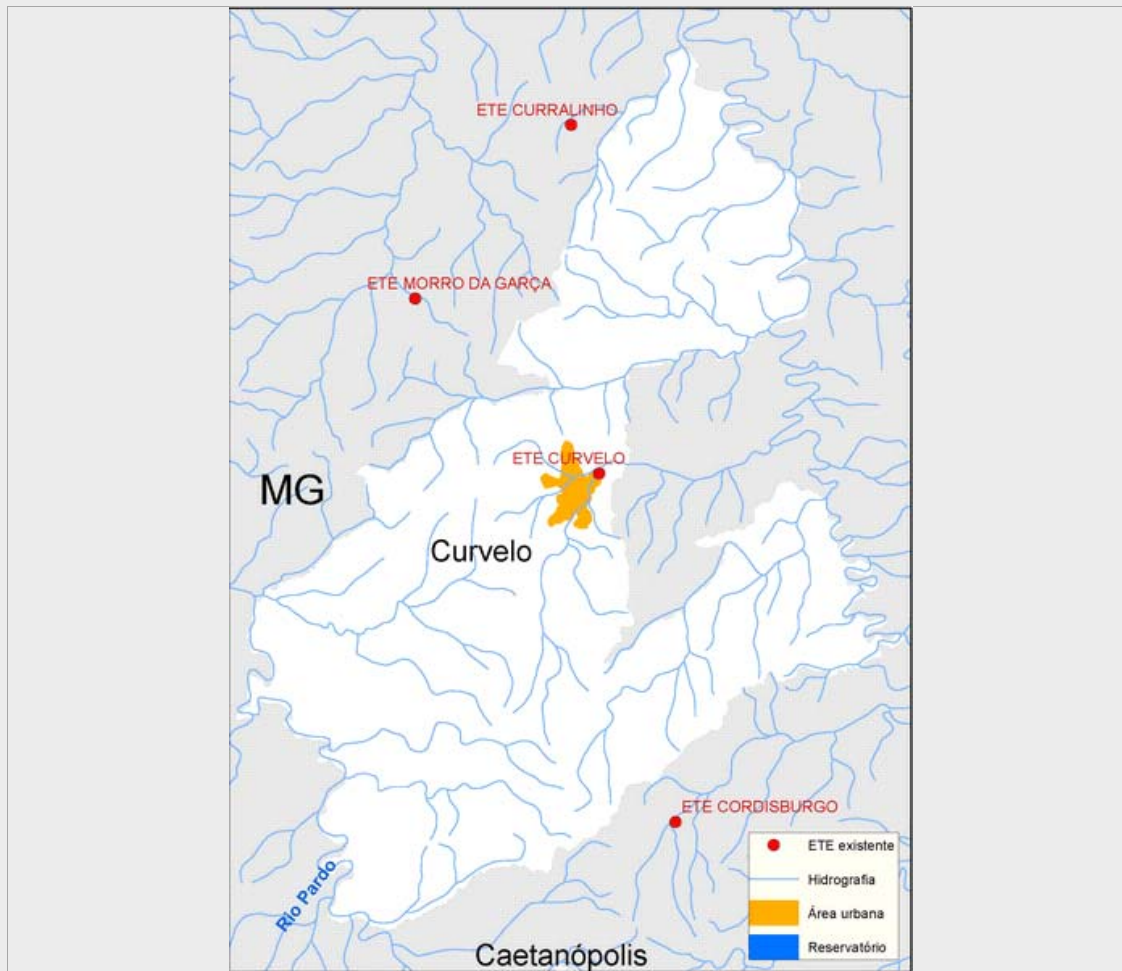 ETE CURRALINHO
ETE MORRO DA GARÇA
ETE CURVELO
MG
Curvelo
ETE CORDISBURGO
ETE existente
Hidrografia
Área urbana
Reservatório
Rio Pardo
Caetanópolis